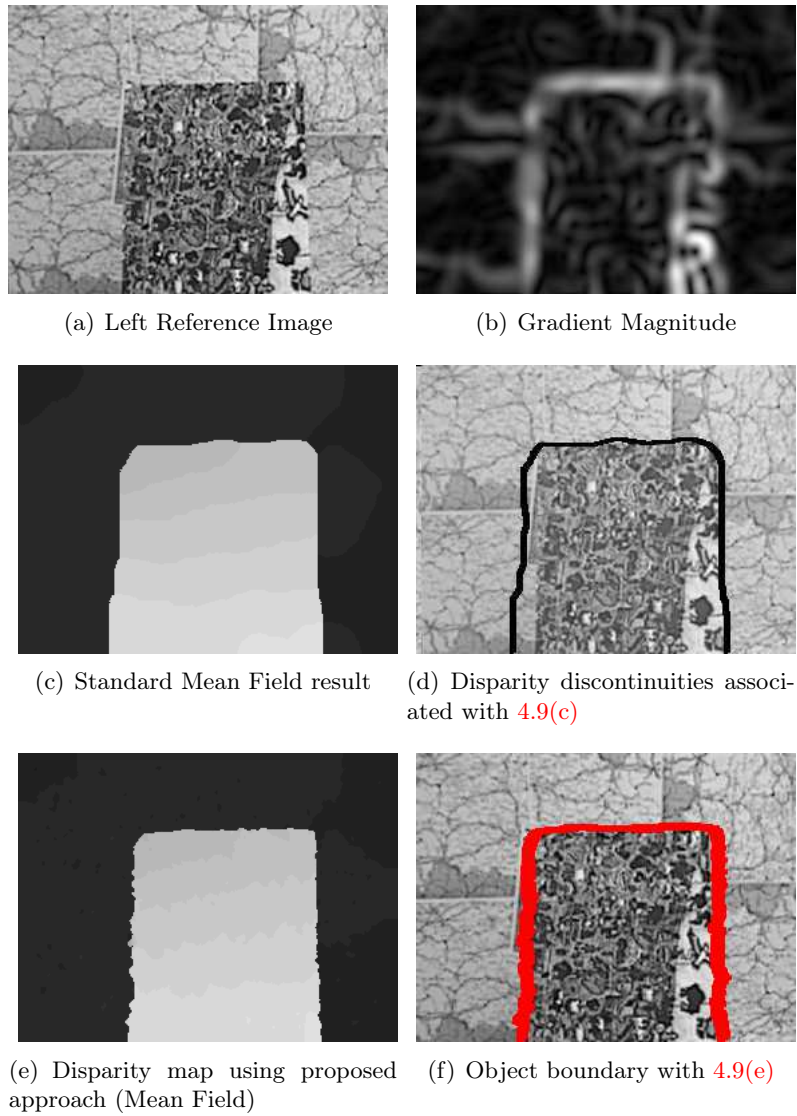 (a) Left Reference Image
(b) Gradient Magnitude
(c) Standard Mean Field result
(d) Disparity discontinuities associ-
ated with 4.9(c)
(e) Disparity map using proposed
approach (Mean Field)
(f) Object boundary with 4.9(e)